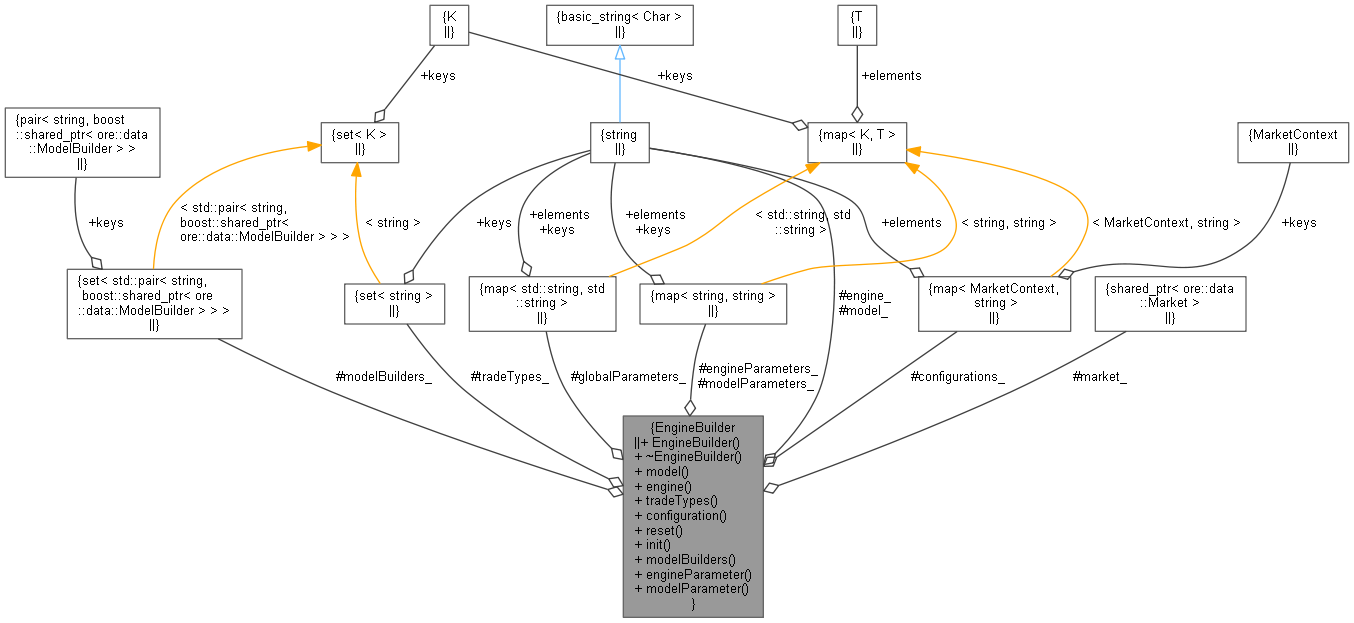 {K
||}
{basic_string< Char >
||}
{T
||}
+keys
+keys
+elements
{pair< string, boost
::shared_ptr< ore::data
::ModelBuilder > >
||}
{set< K >
||}
{string
||}
{map< K, T >
||}
{MarketContext
||}
+keys
< std::pair< string,
boost::shared_ptr<
ore::data::ModelBuilder > > >
< string >
+keys
+elements
+keys
+elements
+keys
< std::string, std
::string >
+elements
< string, string >
< MarketContext, string >
+keys
{set< std::pair< string,
boost::shared_ptr< ore
::data::ModelBuilder > > >
||}
{set< string >
||}
{map< std::string, std
::string >
||}
{map< string, string >
||}
#engine_
#model_
{map< MarketContext,
string >
||}
{shared_ptr< ore::data
::Market >
||}
#modelBuilders_
#tradeTypes_
#globalParameters_
#engineParameters_
#modelParameters_
#configurations_
#market_
{EngineBuilder
||+ EngineBuilder()
+ ~EngineBuilder()
+ model()
+ engine()
+ tradeTypes()
+ configuration()
+ reset()
+ init()
+ modelBuilders()
+ engineParameter()
+ modelParameter()
}